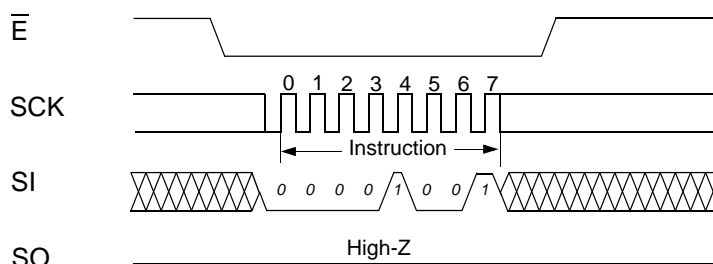 E̅
SCK
0 1 2 3 4 5 6 7
Instruction
SI
0 0 0 0 1 0 0 1
High-Z
SO